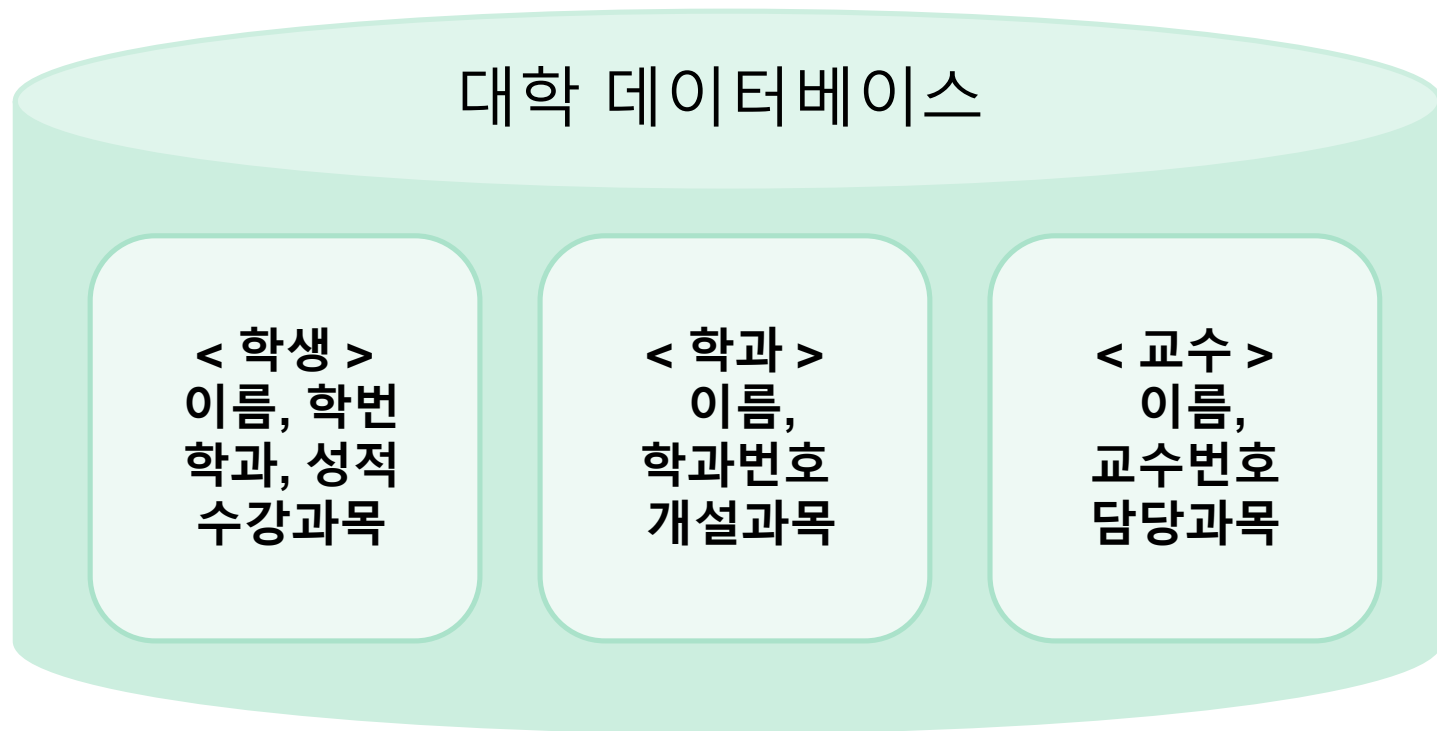 대학 데이터베이스
< 학생 >
이름, 학번
학과, 성적
수강과목
< 학과 >
이름,
학과번호
개설과목
< 교수 >
이름,
교수번호
담당과목